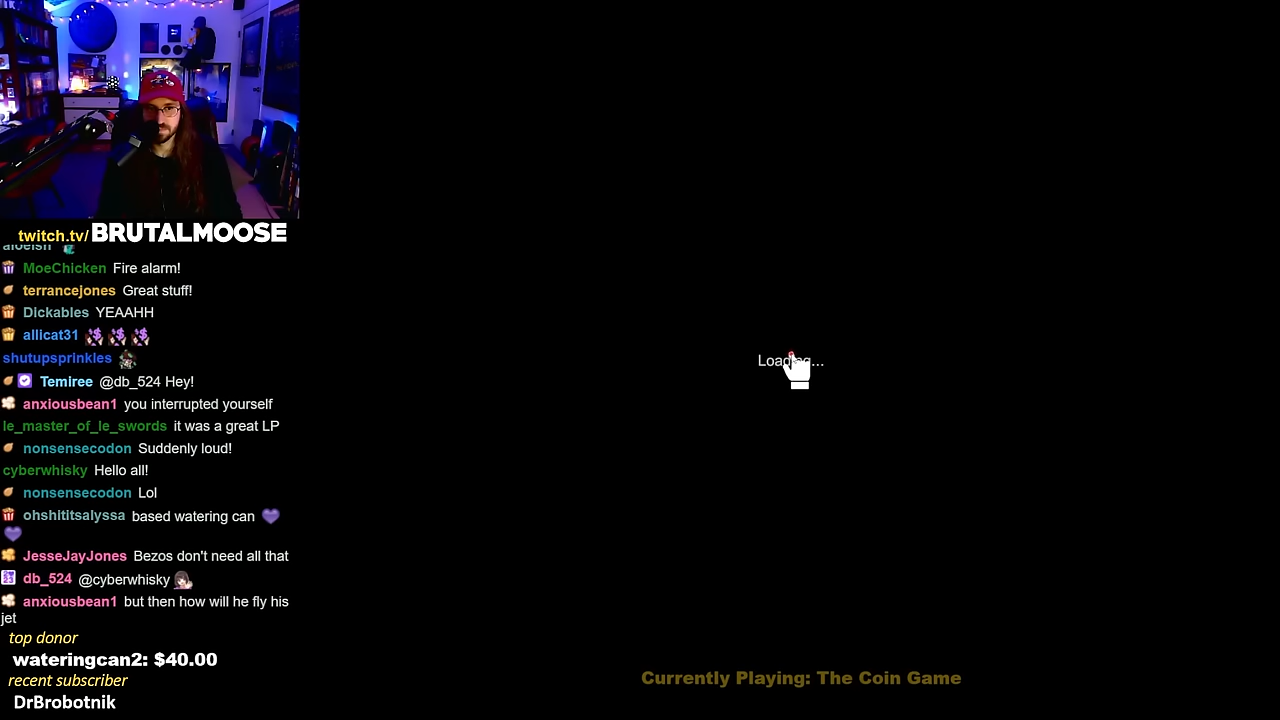 twitch.tv/BRUTALMOOSE
aloeish
MoeChicken Fire alarm!
terrancejones Great stuff!
Dickables YEAAHH
allicat31
shutupsprinkles
Temiree @db_524 Hey!
anxiousbean1 you interrupted yourself
le_master_of_le_swords it was a great LP
nonsensecodon Suddenly loud!
cyberwhisky Hello all!
nonsensecodon Lol
ohshititsalyssa based watering can
JesseJayJones Bezos don't need all that
db_524 @cyberwhisky
anxiousbean1 but then how will he fly his
jet
top donor
wateringcan2: $40.00
recent subscriber
DrBrobotnik
Loading...
Currently Playing: The Coin Game